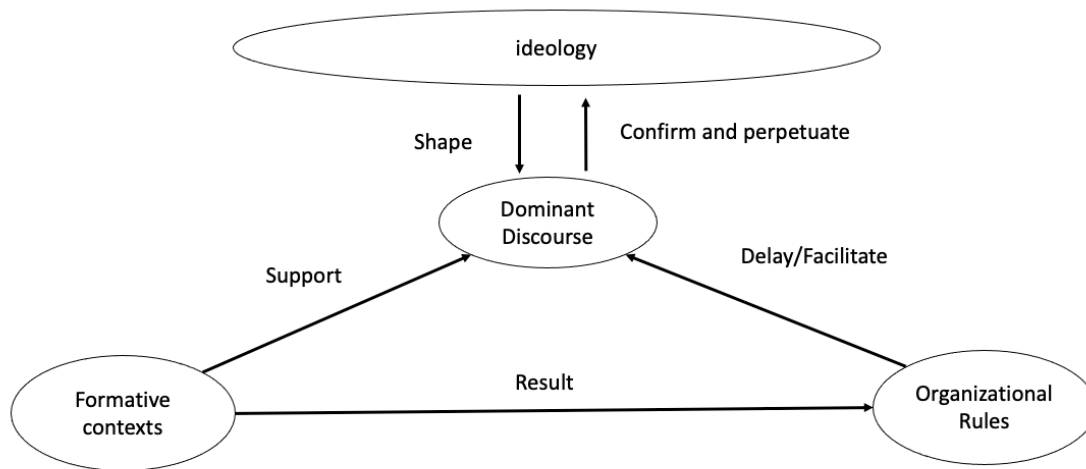 ideology
Shape
Confirm and perpetuate
Dominant
Discourse
Support
Delay/Facilitate
Result
Formative
contexts
Organizational
Rules